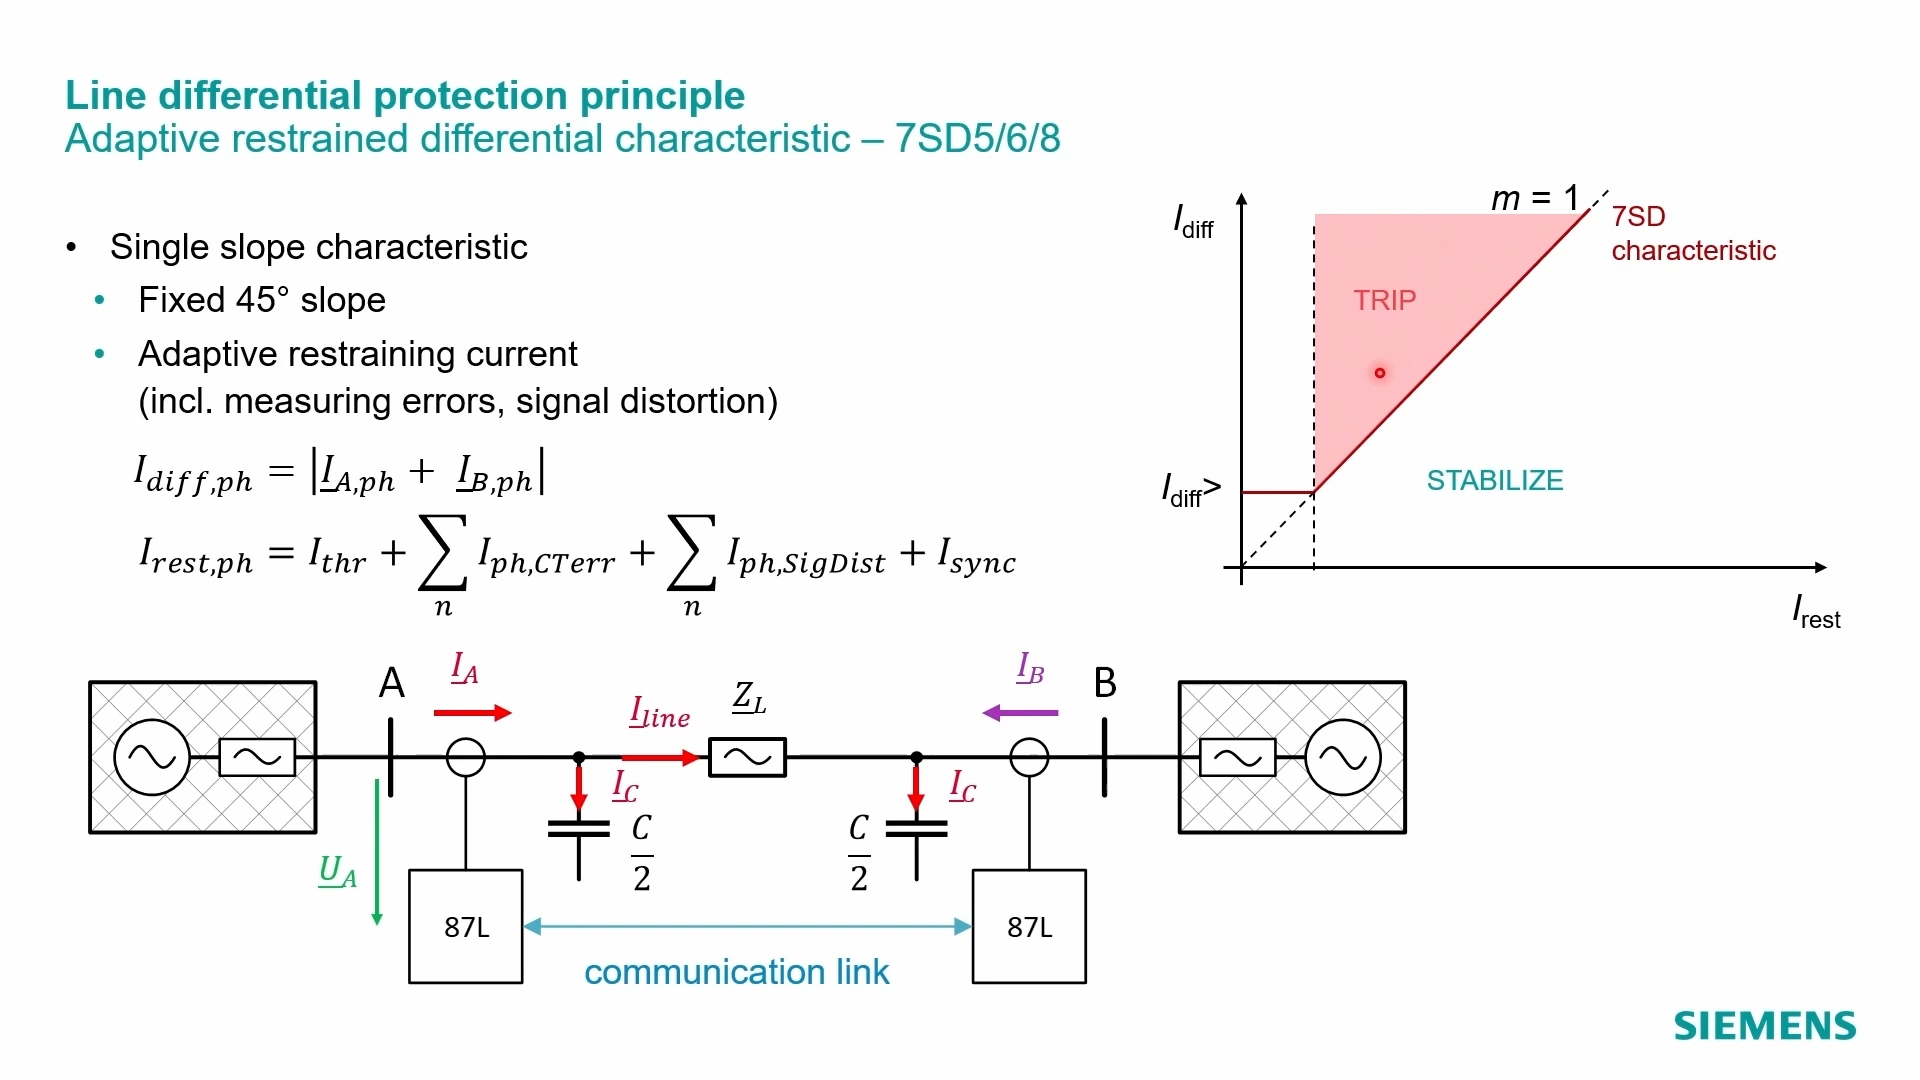 Line differential protection principle
Adaptive restrained differential characteristic – 7SD5/6/8
• Single slope characteristic
• Fixed 45° slope
• Adaptive restraining current
(incl. measuring errors, signal distortion)
I_diff,ph = |I_A,ph + I_B,ph|
I_rest,ph = I_thr + ∑_n I_ph,CTerr + ∑_n I_ph,SigDist + I_sync
m = 1
I_diff
7SD
characteristic
TRIP
STABILIZE
I_diff>
I_rest
A
I_A
I_line
Z_L
I_B
B
I_C
I_C
C/2
C/2
U_A
87L
87L
communication link
SIEMENS